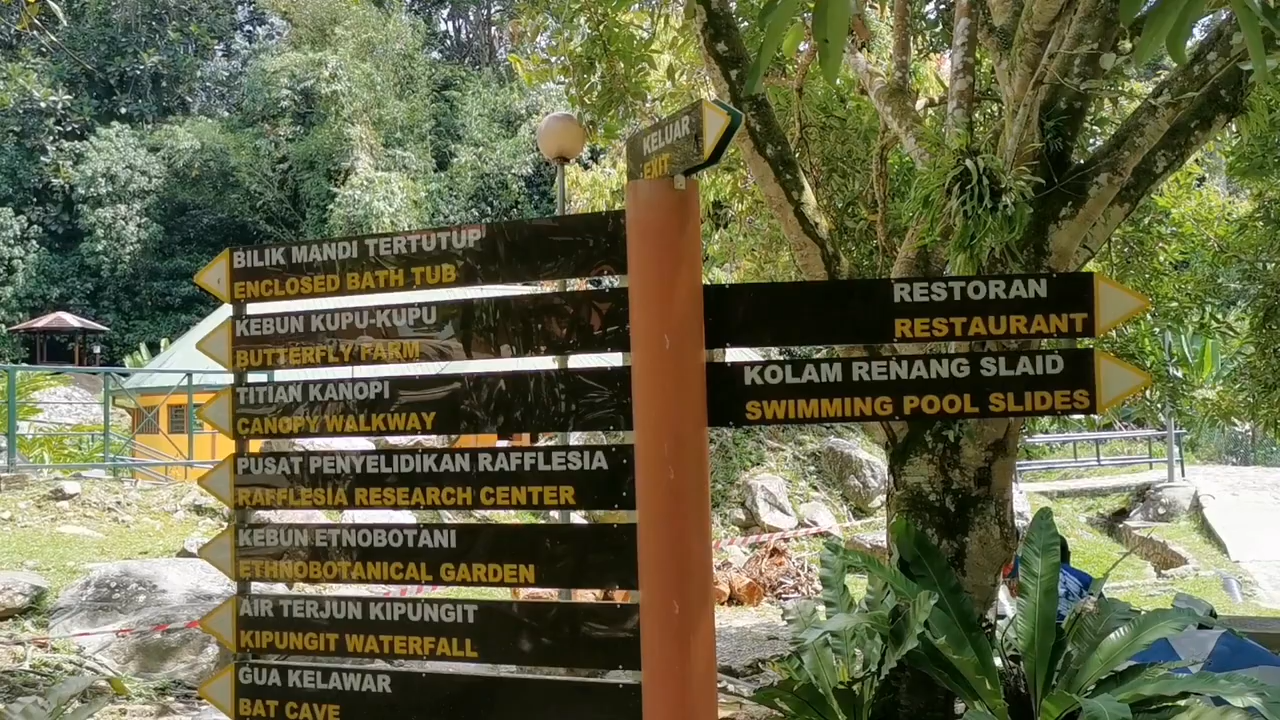 KELUAR
EXIT
BILIK MANDI TERTUTUP
ENCLOSED BATH TUB
KEBUN KUPU-KUPU
BUTTERFLY FARM
TITIAN KANOPI
CANOPY WALKWAY
PUSAT PENYELIDIKAN RAFFLESIA
RAFFLESIA RESEARCH CENTER
KEBUN ETNOBOTANI
ETHNOBOTANICAL GARDEN
AIR TERJUN KIPUNGIT
KIPUNGIT WATERFALL
GUA KELAWAR
BAT CAVE
RESTORAN
RESTAURANT
KOLAM RENANG SLAID
SWIMMING POOL SLIDES